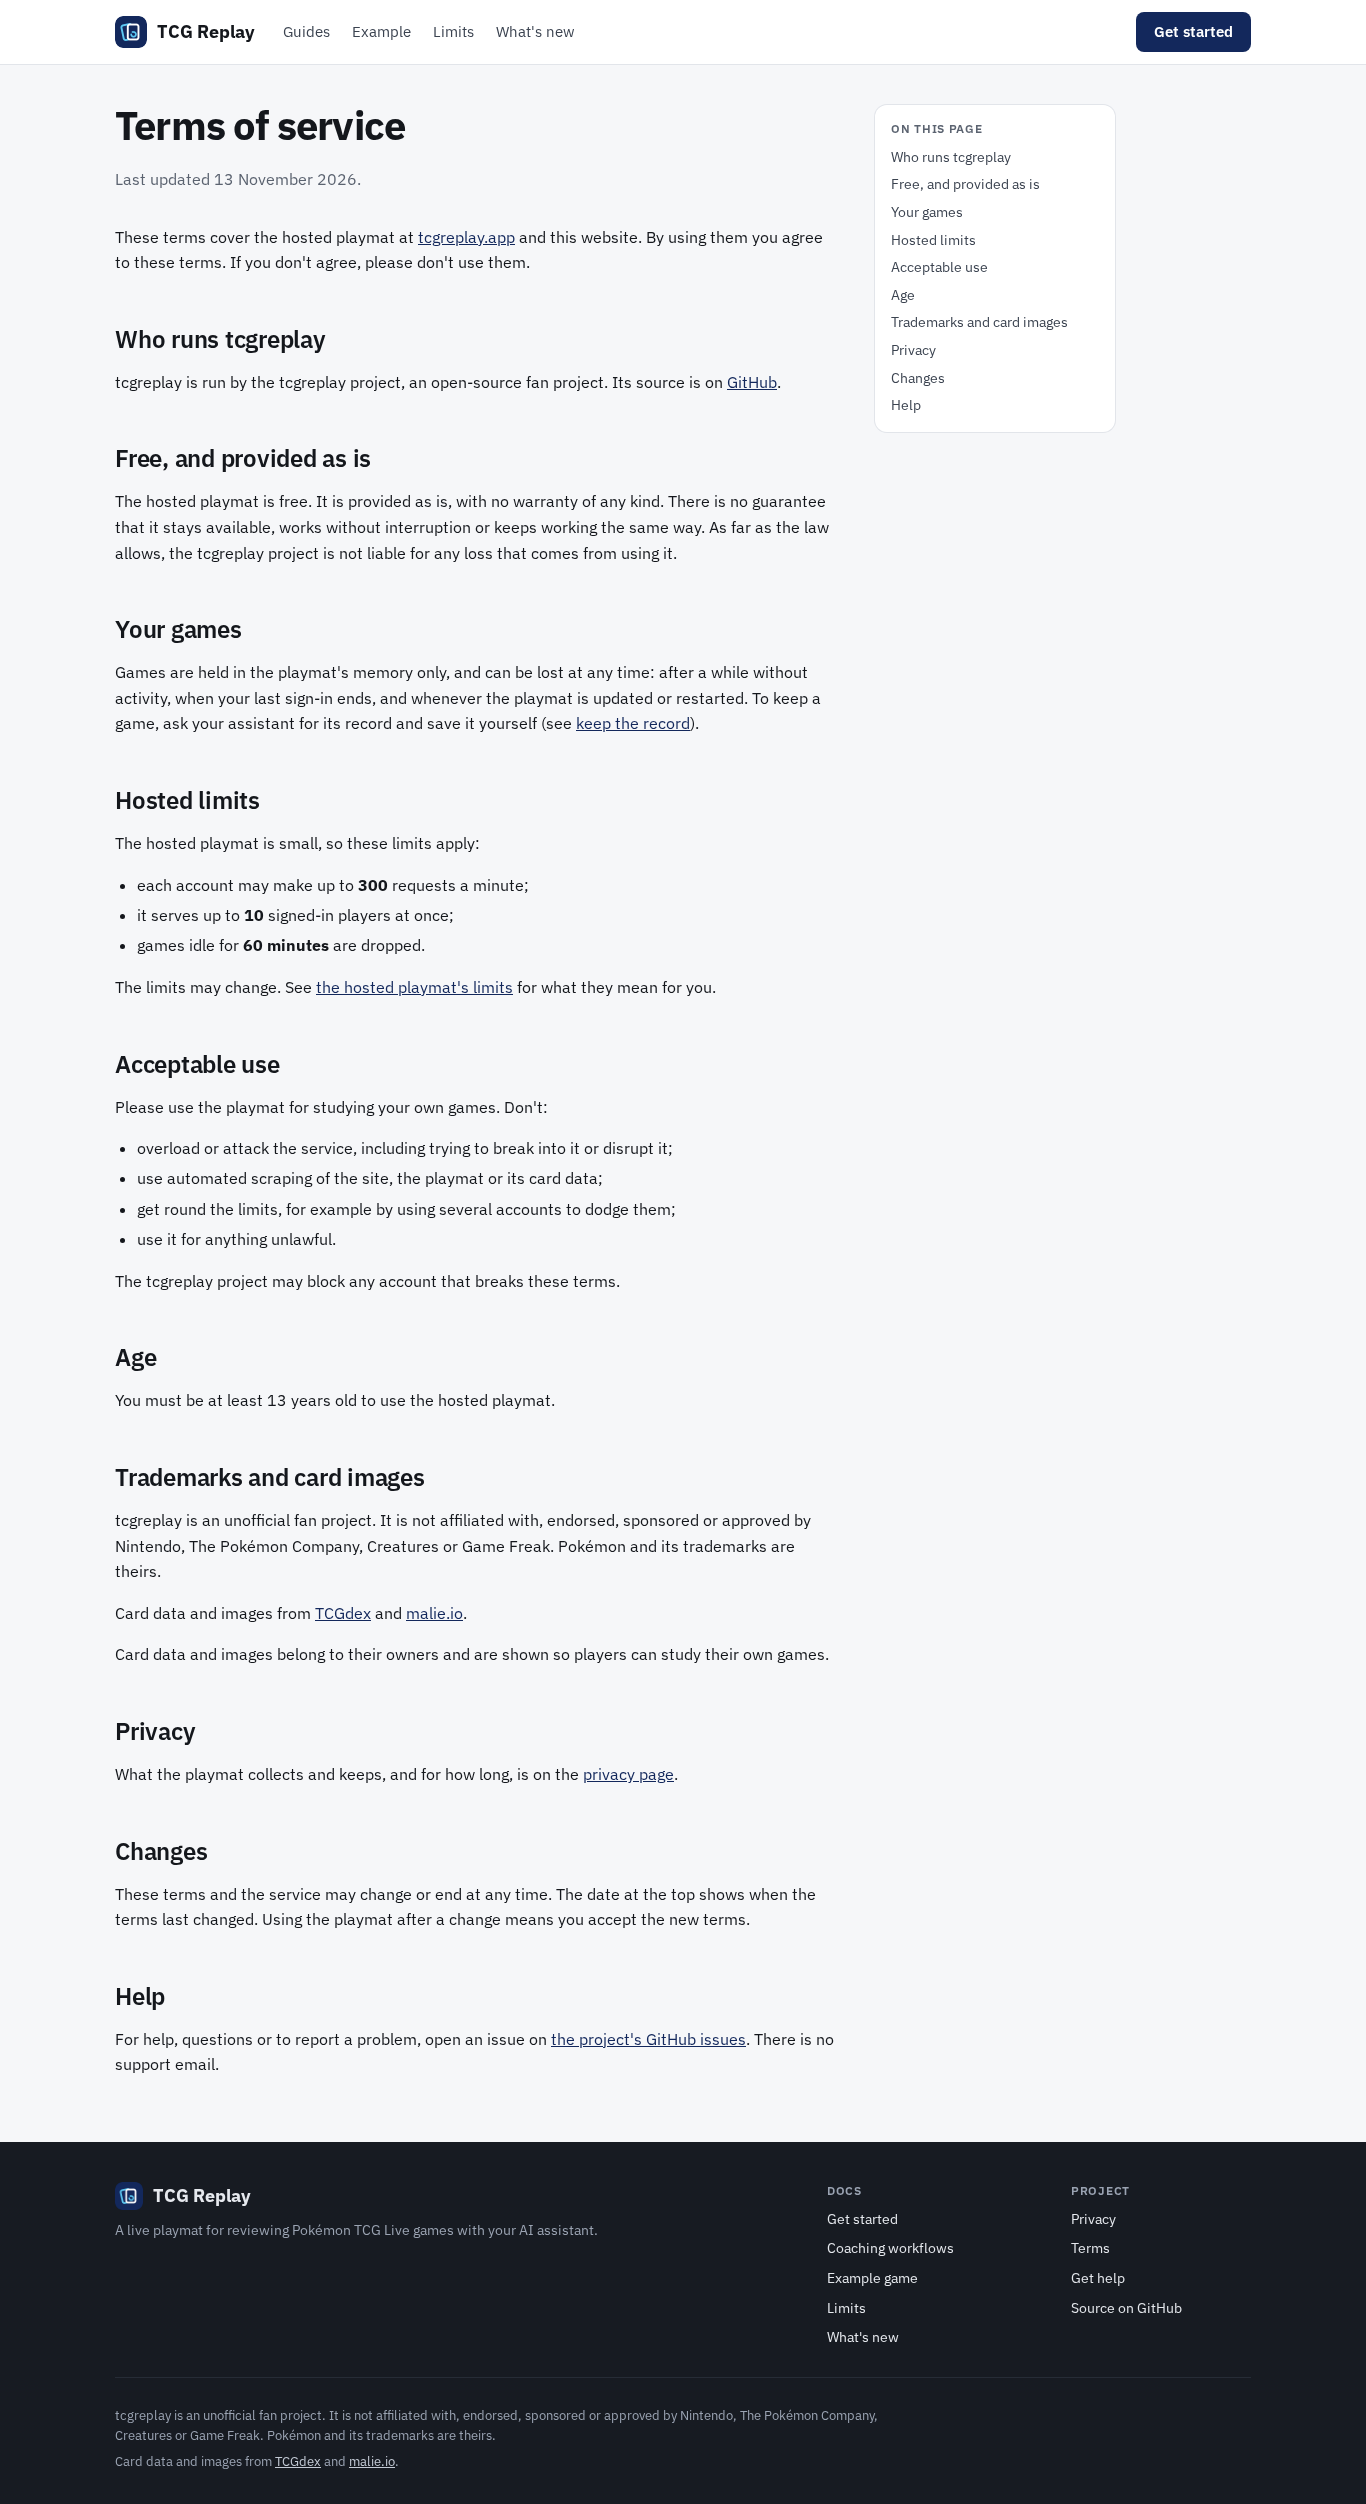 TCG Replay
Guides
Example
Limits
What's new
Get started
Terms of service
Last updated 13 November 2026.
These terms cover the hosted playmat at tcgreplay.app and this website. By using them you agree
to these terms. If you don't agree, please don't use them.
Who runs tcgreplay
tcgreplay is run by the tcgreplay project, an open-source fan project. Its source is on GitHub.
Free, and provided as is
The hosted playmat is free. It is provided as is, with no warranty of any kind. There is no guarantee
that it stays available, works without interruption or keeps working the same way. As far as the law
allows, the tcgreplay project is not liable for any loss that comes from using it.
Your games
Games are held in the playmat's memory only, and can be lost at any time: after a while without
activity, when your last sign-in ends, and whenever the playmat is updated or restarted. To keep a
game, ask your assistant for its record and save it yourself (see keep the record).
Hosted limits
The hosted playmat is small, so these limits apply:
• each account may make up to 300 requests a minute;
• it serves up to 10 signed-in players at once;
• games idle for 60 minutes are dropped.
The limits may change. See the hosted playmat's limits for what they mean for you.
Acceptable use
Please use the playmat for studying your own games. Don't:
• overload or attack the service, including trying to break into it or disrupt it;
• use automated scraping of the site, the playmat or its card data;
• get round the limits, for example by using several accounts to dodge them;
• use it for anything unlawful.
The tcgreplay project may block any account that breaks these terms.
Age
You must be at least 13 years old to use the hosted playmat.
Trademarks and card images
tcgreplay is an unofficial fan project. It is not affiliated with, endorsed, sponsored or approved by
Nintendo, The Pokémon Company, Creatures or Game Freak. Pokémon and its trademarks are
theirs.
Card data and images from TCGdex and malie.io.
Card data and images belong to their owners and are shown so players can study their own games.
Privacy
What the playmat collects and keeps, and for how long, is on the privacy page.
Changes
These terms and the service may change or end at any time. The date at the top shows when the
terms last changed. Using the playmat after a change means you accept the new terms.
Help
For help, questions or to report a problem, open an issue on the project's GitHub issues. There is no
support email.
ON THIS PAGE
Who runs tcgreplay
Free, and provided as is
Your games
Hosted limits
Acceptable use
Age
Trademarks and card images
Privacy
Changes
Help
TCG Replay
A live playmat for reviewing Pokémon TCG Live games with your AI assistant.
DOCS
Get started
Coaching workflows
Example game
Limits
What's new
PROJECT
Privacy
Terms
Get help
Source on GitHub
tcgreplay is an unofficial fan project. It is not affiliated with, endorsed, sponsored or approved by Nintendo, The Pokémon Company,
Creatures or Game Freak. Pokémon and its trademarks are theirs.
Card data and images from TCGdex and malie.io.